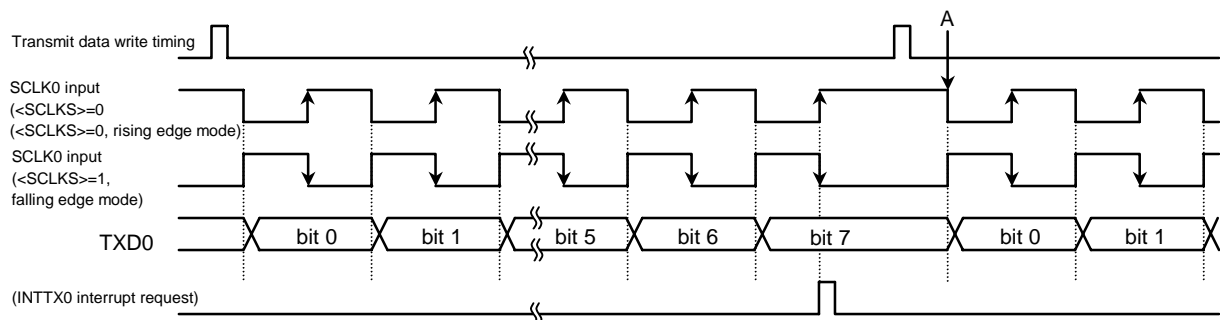 A
Transmit data write timing
SCLK0 input
(<SCLKS>=0
(<SCLKS>=0, rising edge mode)
SCLK0 input
(<SCLKS>=1,
falling edge mode)
TXD0
bit 0 bit 1 bit 5 bit 6 bit 7 bit 0 bit 1
(INTTX0 interrupt request)